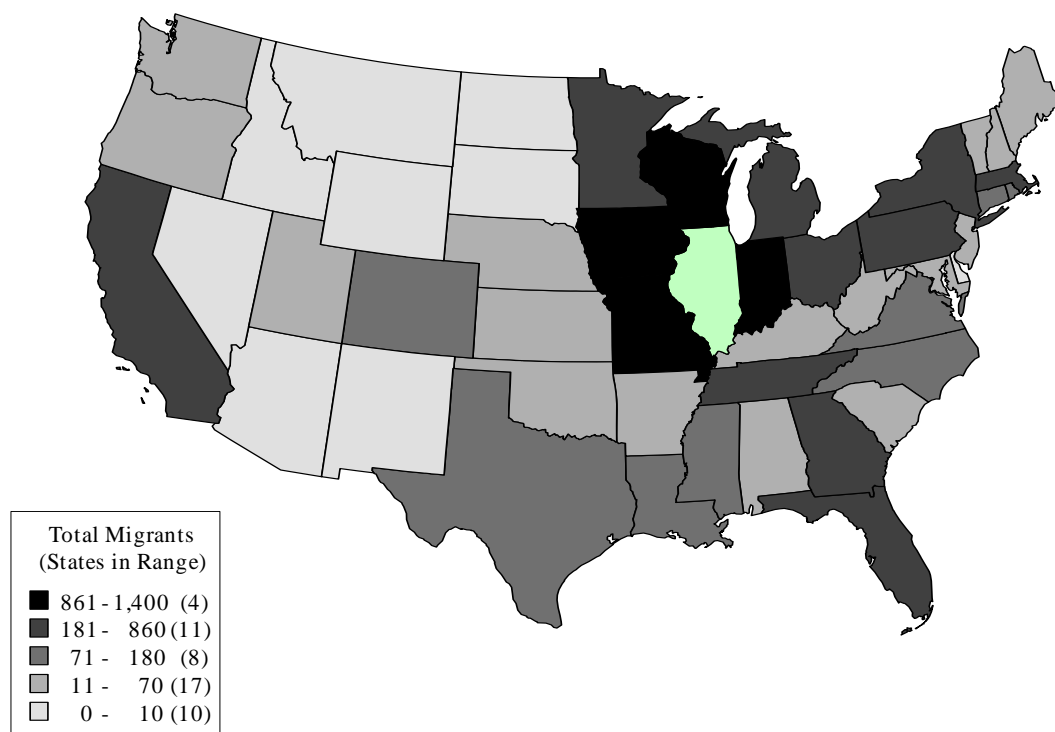 Total Migrants
(States in Range)
861 - 1,400 (4)
181 - 860 (11)
71 - 180 (8)
11 - 70 (17)
0 - 10 (10)